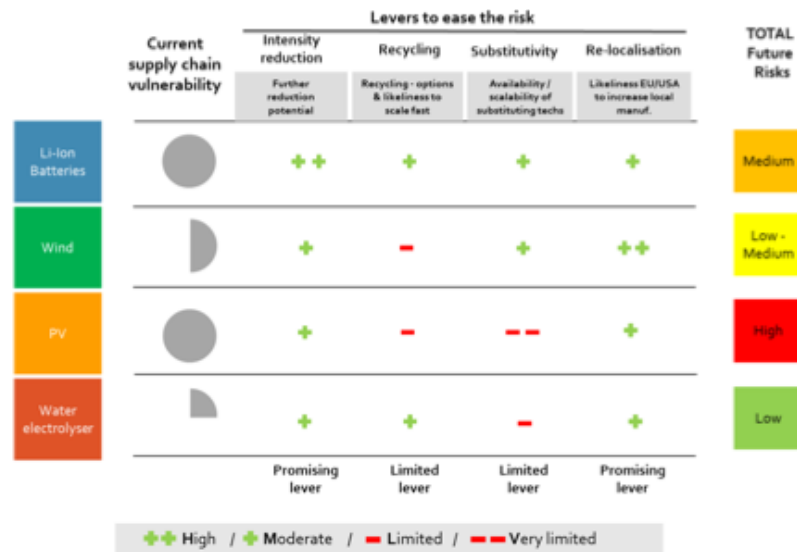 Levers to ease the risk
Current
supply chain
vulnerability
Intensity
reduction
Recycling
Substitutivity
Re-localisation
TOTAL
Future
Risks
Further
reduction
potential
Recycling - options
& likeliness to
scale fast
Availability /
scalability of
substituting techs
Likeliness EU/USA
to increase local
manuf.
Li-Ion
Batteries
++
+
+
+
Medium
Wind
+
−
+
++
Low -
Medium
PV
+
−
− −
+
High
Water
electrolyser
+
+
−
+
Low
Promising
lever
Limited
lever
Limited
lever
Promising
lever
++ High / + Moderate / − Limited / − − Very limited